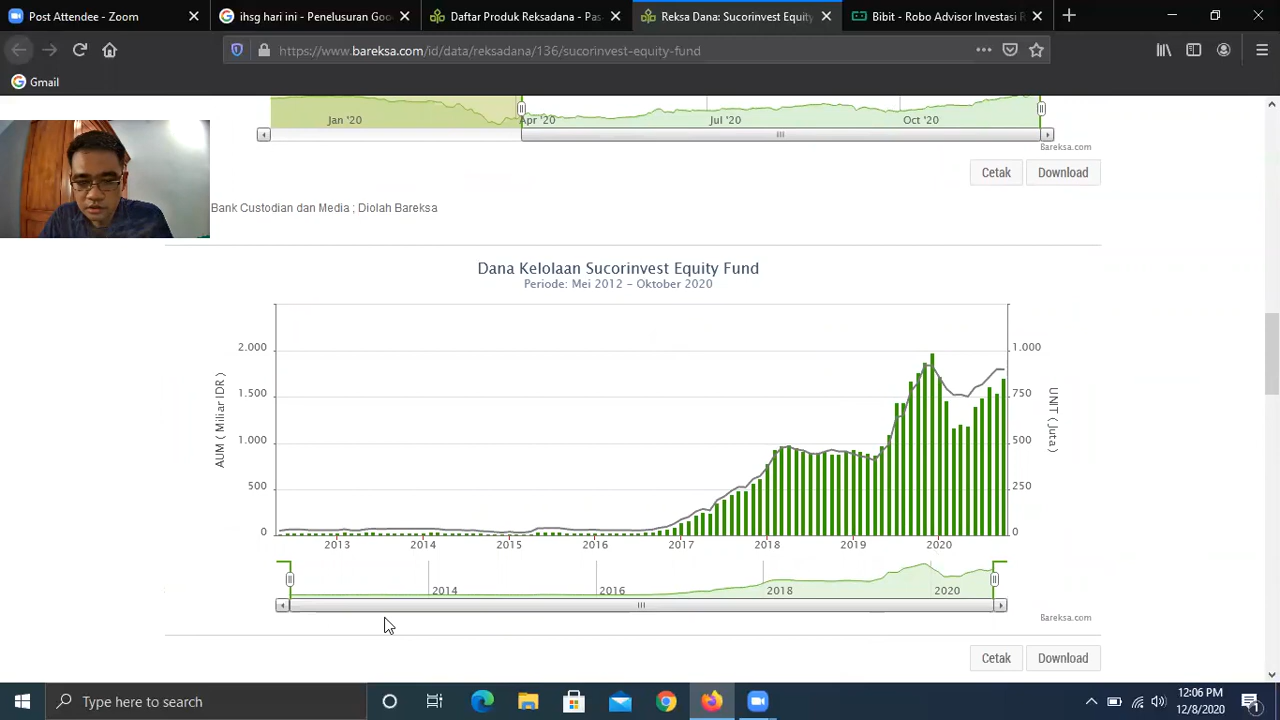 Post Attendee - Zoom
ihsg hari ini - Penelusuran Goo
Daftar Produk Reksadana - Pas
Reksa Dana: Sucorinvest Equity
Bibit - Robo Advisor Investasi R
https://www.bareksa.com/id/data/reksadana/136/sucorinvest-equity-fund
Gmail
Jan '20
Apr '20
Jul '20
Oct '20
Bareksa.com
Cetak
Download
Bank Custodian dan Media ; Diolah Bareksa
Dana Kelolaan Sucorinvest Equity Fund
Periode: Mei 2012 - Oktober 2020
AUM ( Miliar IDR )
2.000
1.500
1.000
500
0
1.000
750
500
250
0
UNIT ( Juta )
2013
2014
2015
2016
2017
2018
2019
2020
2014
2016
2018
2020
Bareksa.com
Cetak
Download
Type here to search
12:06 PM
12/8/2020
1